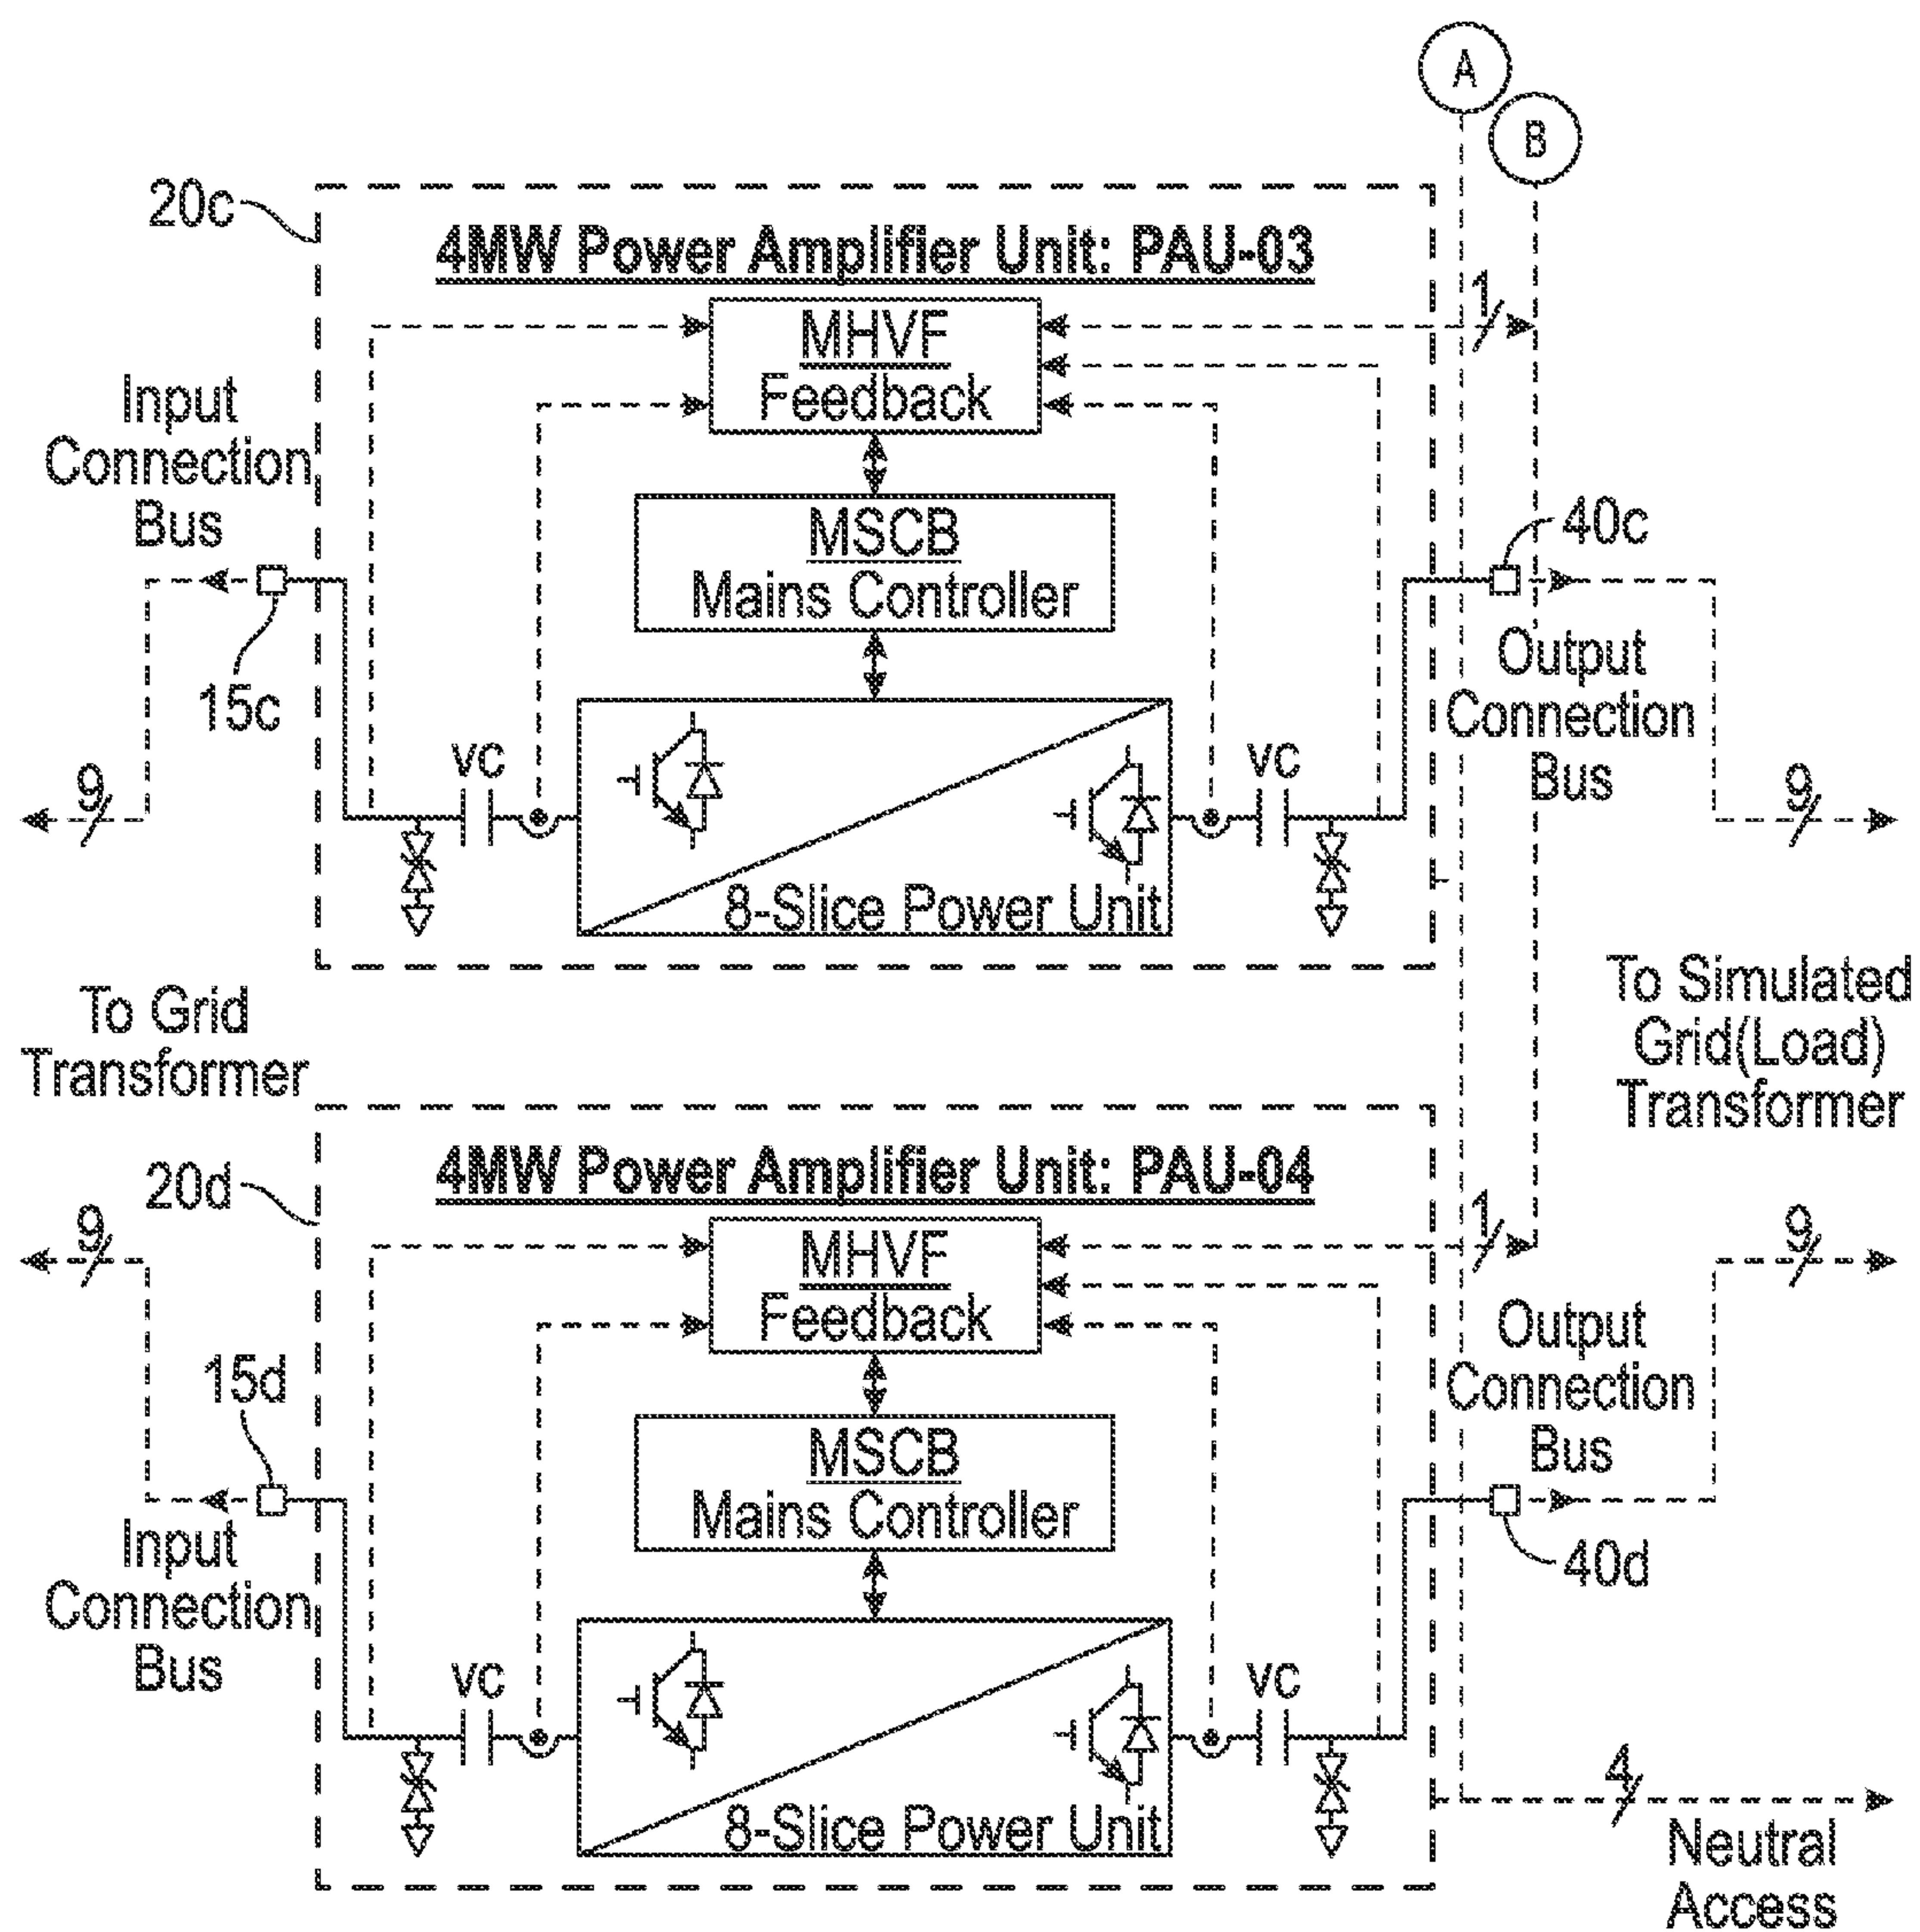 A
B
20c
4MW Power Amplifier Unit: PAU-03
1
MHVF
Feedback
Input
Connection
Bus
MSCB
Mains Controller
40c
15c
Output
Connection
Bus
vc
vc
9
9
8-Slice Power Unit
To Grid
Transformer
To Simulated
Grid(Load)
Transformer
20d
4MW Power Amplifier Unit: PAU-04
9
1
9
MHVF
Feedback
15d
Output
Connection
Bus
MSCB
Mains Controller
Input
Connection
Bus
40d
vc
vc
4
8-Slice Power Unit
Neutral
Access